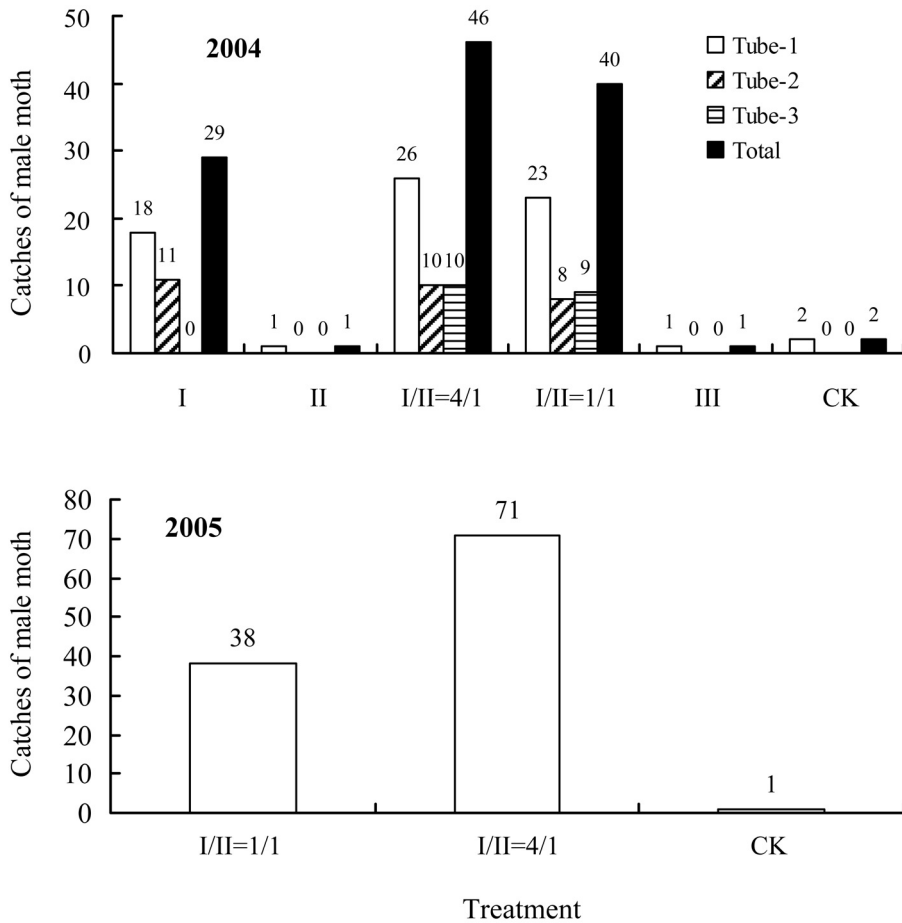 50
40
30
20
10
0
Catches of male moth
2004
Tube-1
Tube-2
Tube-3
Total
18 11 0 29
1 0 0 1
26 10 10 46
23 8 9 40
1 0 0 1
2 0 0 2
I II I/II=4/1 I/II=1/1 III CK
80
70
60
50
40
30
20
10
0
Catches of male moth
2005
38 71 1
I/II=1/1 I/II=4/1 CK
Treatment